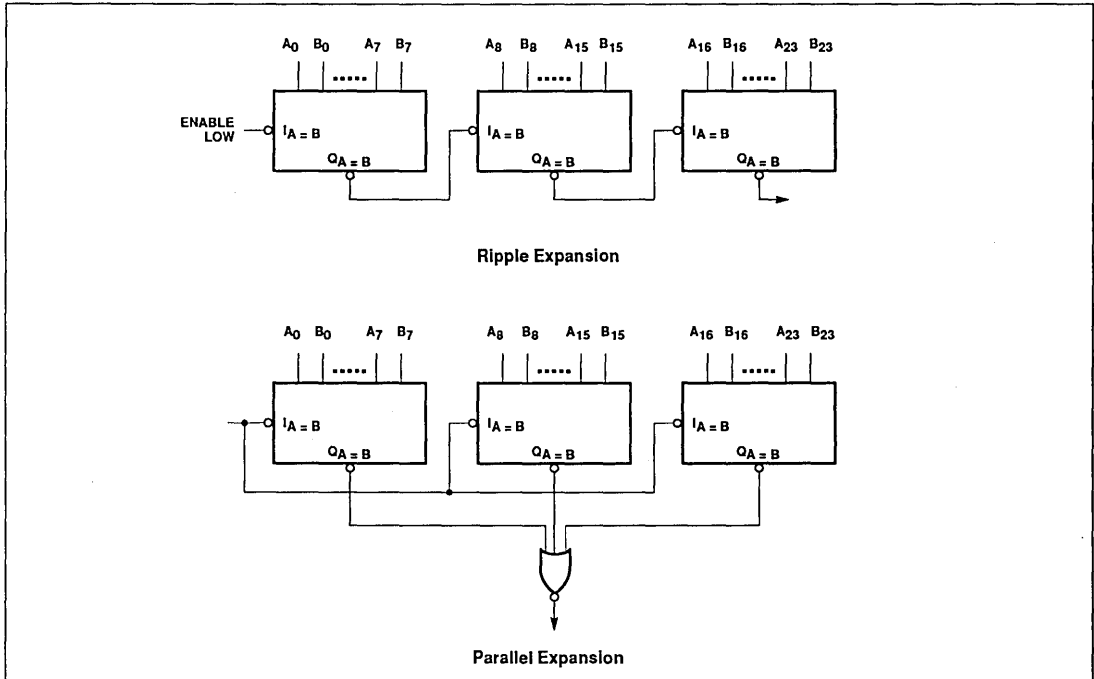 A0 B0 A7 B7 A8 B8 A15 B15 A16 B16 A23 B23
.....
.....
.....
ENABLE
LOW
IA = B
IA = B
IA = B
QA = B
QA = B
QA = B
Ripple Expansion
A0 B0 A7 B7 A8 B8 A15 B15 A16 B16 A23 B23
.....
.....
.....
IA = B
IA = B
IA = B
QA = B
QA = B
QA = B
Parallel Expansion